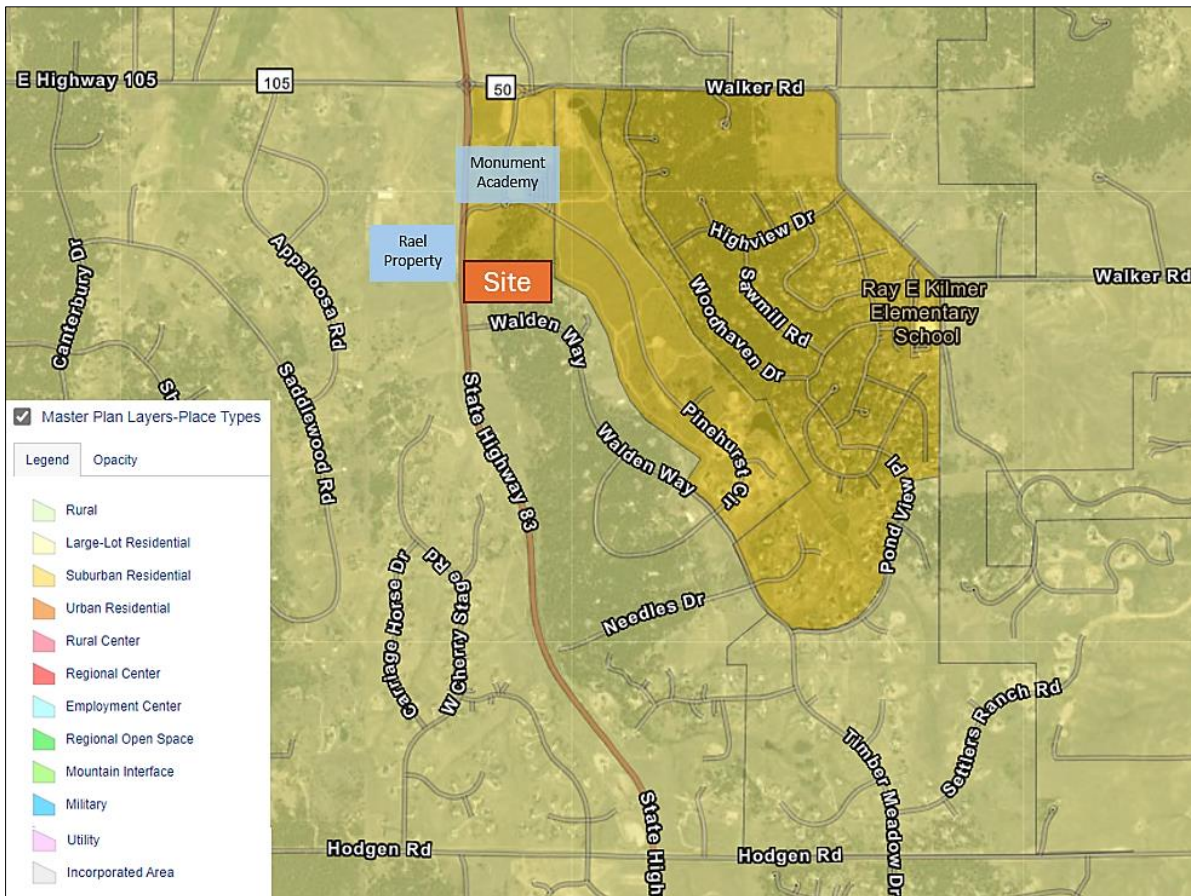 E Highway 105
105
50
Walker Rd
Monument
Academy
Rael
Property
Site
Highview Dr
Sawmill Rd
Woodhaven Dr
Ray E Kilmer
Elementary
School
Walker Rd
Canterbury Dr
Appaloosa Rd
Saddlewood Rd
Sh
Walden Way
State Highway 83
Walden Way
Pinehurst Cir
Pond View Pl
Needles Dr
Carriage Horse Dr
W Cherry Stage Rd
Settlers Ranch Rd
Timber Meadow Dr
State High
Hodgen Rd
Hodgen Rd
Master Plan Layers-Place Types
Legend Opacity
Rural
Large-Lot Residential
Suburban Residential
Urban Residential
Rural Center
Regional Center
Employment Center
Regional Open Space
Mountain Interface
Military
Utility
Incorporated Area